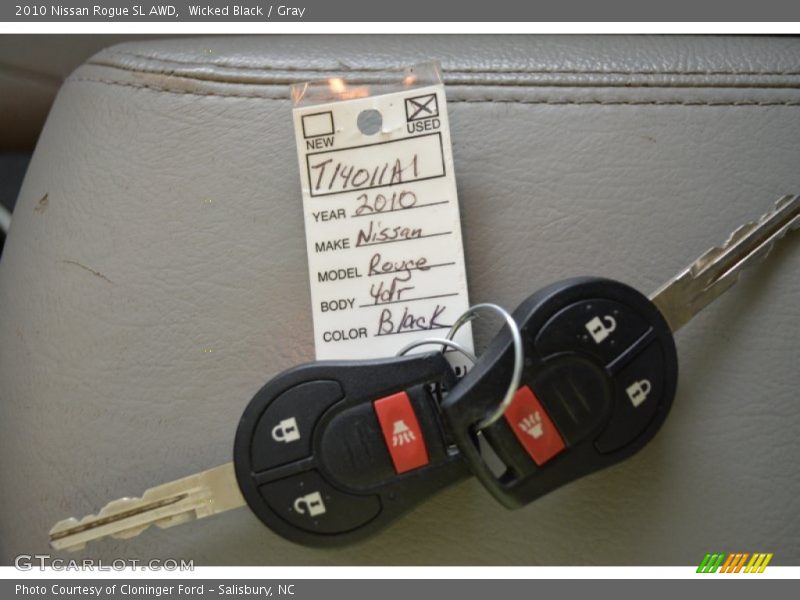 2010 Nissan Rogue SL AWD,  Wicked Black / Gray
NEW
USED
T14011A1
YEAR 2010
MAKE Nissan
MODEL Rouge
BODY 4dr
COLOR Black
GTCARLOT.COM
Photo Courtesy of Cloninger Ford – Salisbury, NC